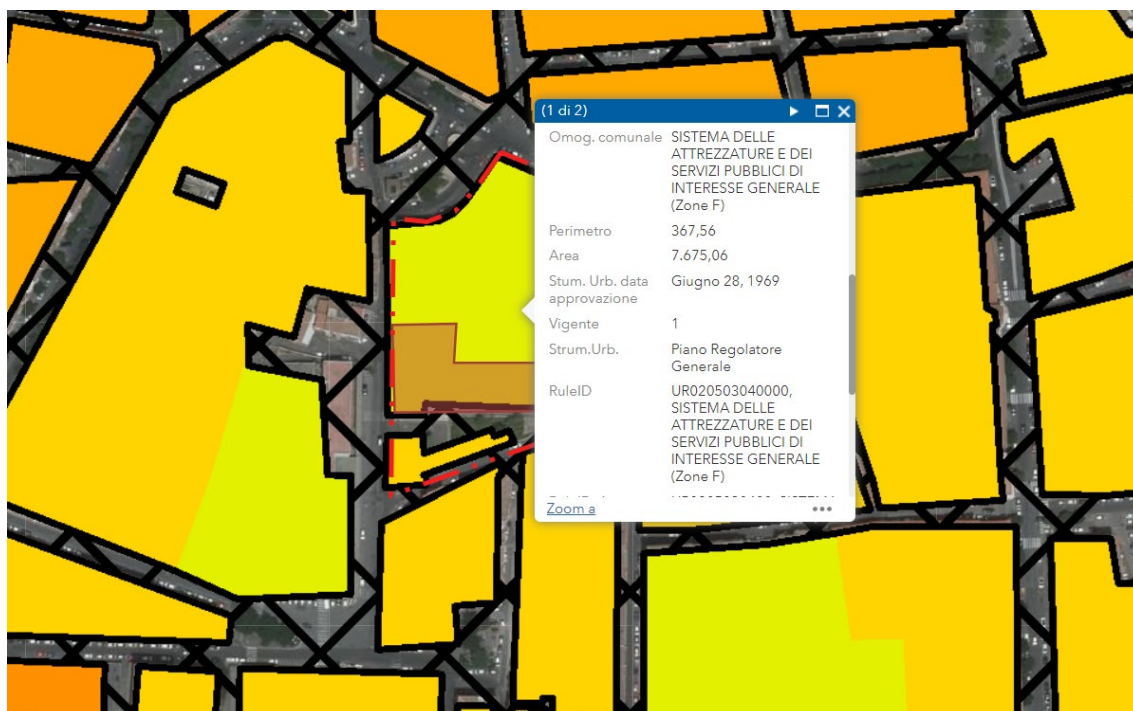 (1 di 2)
Omog. comunale SISTEMA DELLE
ATTREZZATURE E DEI
SERVIZI PUBBLICI DI
INTERESSE GENERALE
(Zone F)
Perimetro 367,56
Area 7.675,06
Stum. Urb. data Giugno 28, 1969
approvazione
Vigente 1
Strum.Urb. Piano Regolatore
Generale
RuleID UR020503040000,
SISTEMA DELLE
ATTREZZATURE E DEI
SERVIZI PUBBLICI DI
INTERESSE GENERALE
(Zone F)
Zoom a